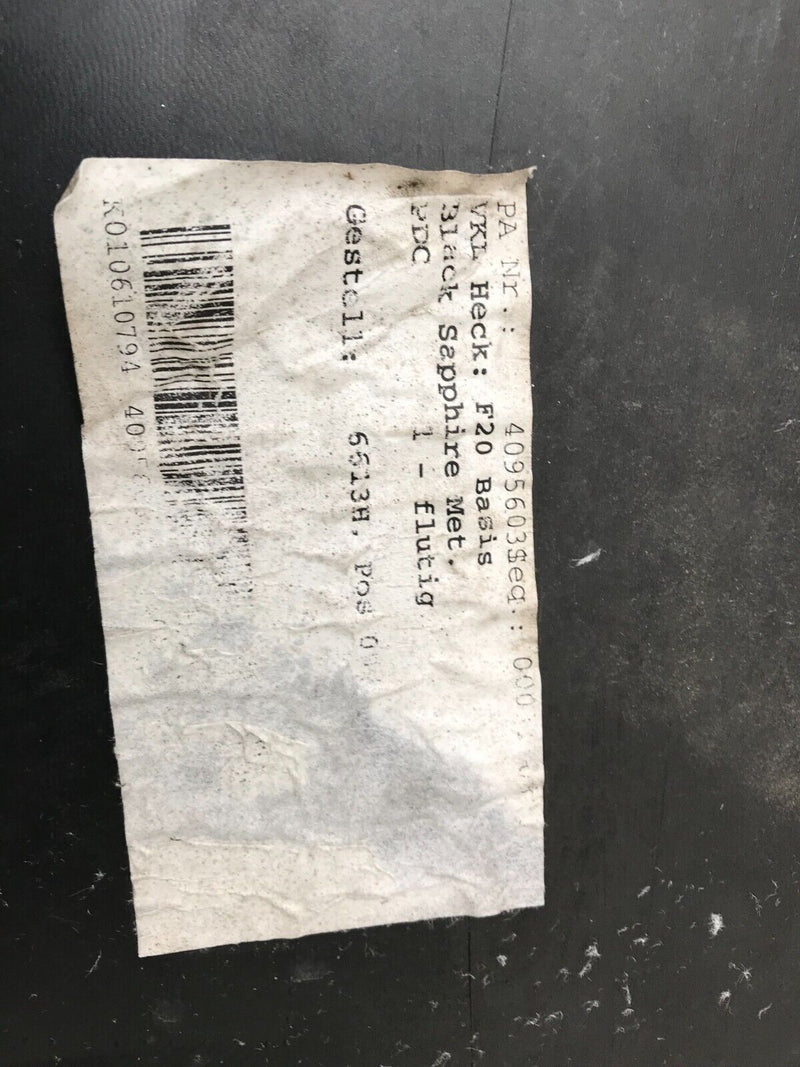 PA Nr.: 4095603Seq.: 000
VKL Heck: F20 Basis
Black Sapphire Met.
PDC 1 - flutig
Gestell: 6513H, Pos 0
K010610794